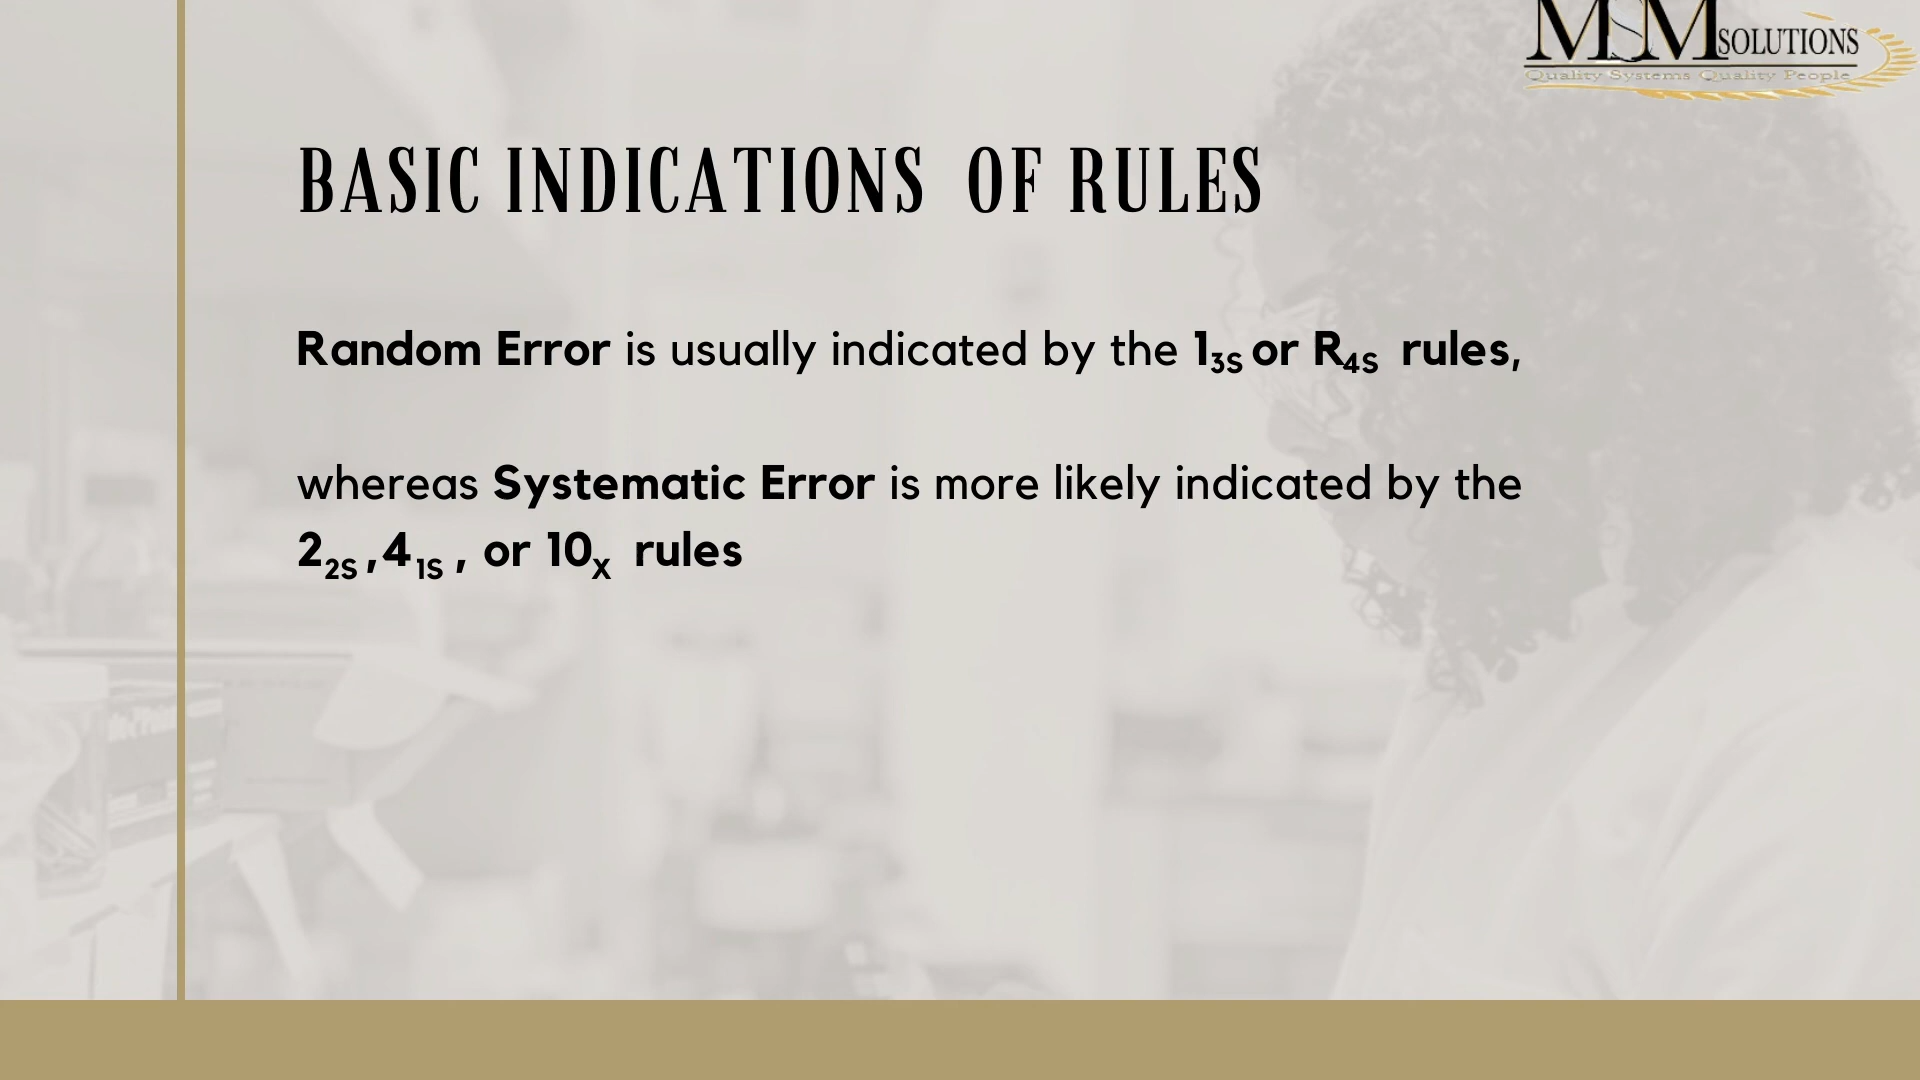 MSM SOLUTIONS
Quality Systems Quality People
BASIC INDICATIONS OF RULES
Random Error is usually indicated by the 1₃S or R₄S rules,
whereas Systematic Error is more likely indicated by the
2₂S ,4₁S , or 10ₓ rules